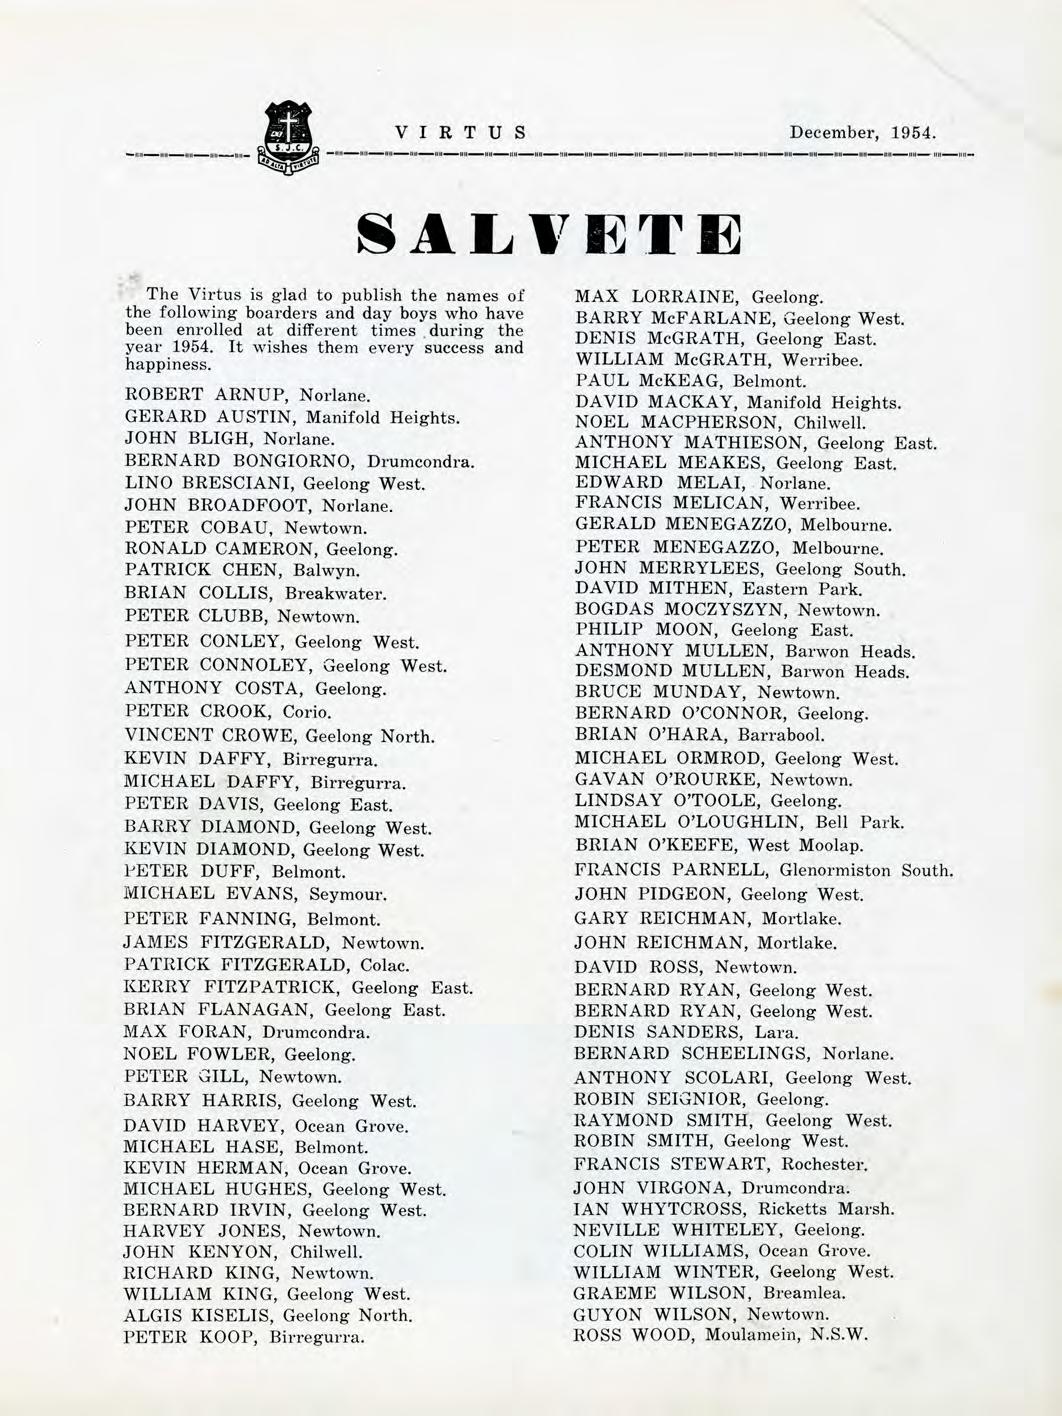 VIRTUS
December, 1954.
S.J.C.
AD ALTA VIRTUTE
SALVETE
The Virtus is glad to publish the names of
the following boarders and day boys who have
been enrolled at different times during the
year 1954. It wishes them every success and
happiness.
ROBERT ARNUP, Norlane.
GERARD AUSTIN, Manifold Heights.
JOHN BLIGH, Norlane.
BERNARD BONGIORNO, Drumcondra.
LINO BRESCIANI, Geelong West.
JOHN BROADFOOT, Norlane.
PETER COBAU, Newtown.
RONALD CAMERON, Geelong.
PATRICK CHEN, Balwyn.
BRIAN COLLIS, Breakwater.
PETER CLUBB, Newtown.
PETER CONLEY, Geelong West.
PETER CONNOLEY, Geelong West.
ANTHONY COSTA, Geelong.
PETER CROOK, Corio.
VINCENT CROWE, Geelong North.
KEVIN DAFFY, Birregurra.
MICHAEL DAFFY, Birregurra.
PETER DAVIS, Geelong East.
BARRY DIAMOND, Geelong West.
KEVIN DIAMOND, Geelong West.
PETER DUFF, Belmont.
MICHAEL EVANS, Seymour.
PETER FANNING, Belmont.
JAMES FITZGERALD, Newtown.
PATRICK FITZGERALD, Colac.
KERRY FITZPATRICK, Geelong East.
BRIAN FLANAGAN, Geelong East.
MAX FORAN, Drumcondra.
NOEL FOWLER, Geelong.
PETER GILL, Newtown.
BARRY HARRIS, Geelong West.
DAVID HARVEY, Ocean Grove.
MICHAEL HASE, Belmont.
KEVIN HERMAN, Ocean Grove.
MICHAEL HUGHES, Geelong West.
BERNARD IRVIN, Geelong West.
HARVEY JONES, Newtown.
JOHN KENYON, Chilwell.
RICHARD KING, Newtown.
WILLIAM KING, Geelong West.
ALGIS KISELIS, Geelong North.
PETER KOOP, Birregurra.
MAX LORRAINE, Geelong.
BARRY McFARLANE, Geelong West.
DENIS McGRATH, Geelong East.
WILLIAM McGRATH, Werribee.
PAUL McKEAG, Belmont.
DAVID MACKAY, Manifold Heights.
NOEL MACPHERSON, Chilwell.
ANTHONY MATHIESON, Geelong East.
MICHAEL MEAKES, Geelong East.
EDWARD MELAI, Norlane.
FRANCIS MELICAN, Werribee.
GERALD MENEGAZZO, Melbourne.
PETER MENEGAZZO, Melbourne.
JOHN MERRYLEES, Geelong South.
DAVID MITHEN, Eastern Park.
BOGDAS MOCZYSZYN, Newtown.
PHILIP MOON, Geelong East.
ANTHONY MULLEN, Barwon Heads.
DESMOND MULLEN, Barwon Heads.
BRUCE MUNDAY, Newtown.
BERNARD O'CONNOR, Geelong.
BRIAN O'HARA, Barrabool.
MICHAEL ORMROD, Geelong West.
GAVAN O'ROURKE, Newtown.
LINDSAY O'TOOLE, Geelong.
MICHAEL O'LOUGHLIN, Bell Park.
BRIAN O'KEEFE, West Moolap.
FRANCIS PARNELL, Glenormiston South.
JOHN PIDGEON, Geelong West.
GARY REICHMAN, Mortlake.
JOHN REICHMAN, Mortlake.
DAVID ROSS, Newtown.
BERNARD RYAN, Geelong West.
BERNARD RYAN, Geelong West.
DENIS SANDERS, Lara.
BERNARD SCHEELINGS, Norlane.
ANTHONY SCOLARI, Geelong West.
ROBIN SEIGNIOR, Geelong.
RAYMOND SMITH, Geelong West.
ROBIN SMITH, Geelong West.
FRANCIS STEWART, Rochester.
JOHN VIRGONA, Drumcondra.
IAN WHYTCROSS, Ricketts Marsh.
NEVILLE WHITELEY, Geelong.
COLIN WILLIAMS, Ocean Grove.
WILLIAM WINTER, Geelong West.
GRAEME WILSON, Breamlea.
GUYON WILSON, Newtown.
ROSS WOOD, Moulamein, N.S.W.